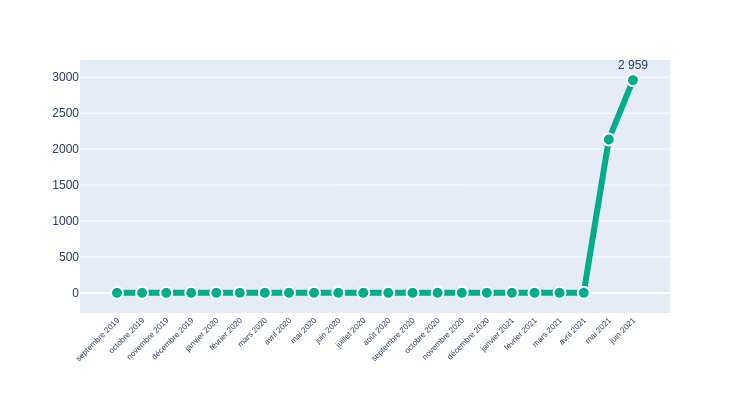 2 959
3000
2500
2000
1500
1000
500
0
septembre 2019
octobre 2019
novembre 2019
décembre 2019
janvier 2020
février 2020
mars 2020
avril 2020
mai 2020
juin 2020
juillet 2020
août 2020
septembre 2020
octobre 2020
novembre 2020
décembre 2020
janvier 2021
février 2021
mars 2021
avril 2021
mai 2021
juin 2021